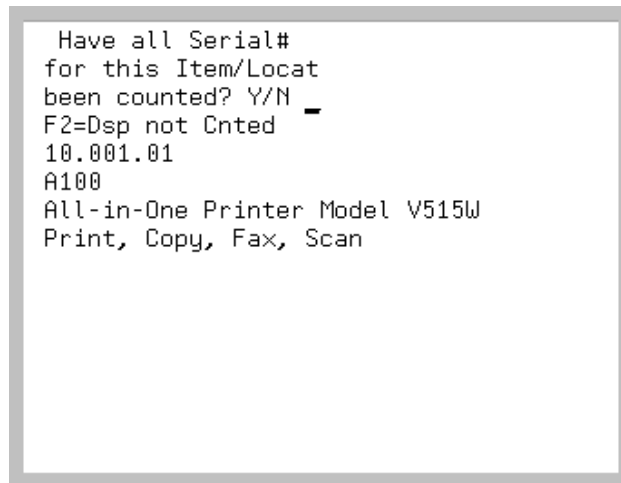 Have all Serial#
for this Item/Locat
been counted? Y/N _
F2=Dsp not Cnted
10.001.01
A100
All-in-One Printer Model V515W
Print, Copy, Fax, Scan